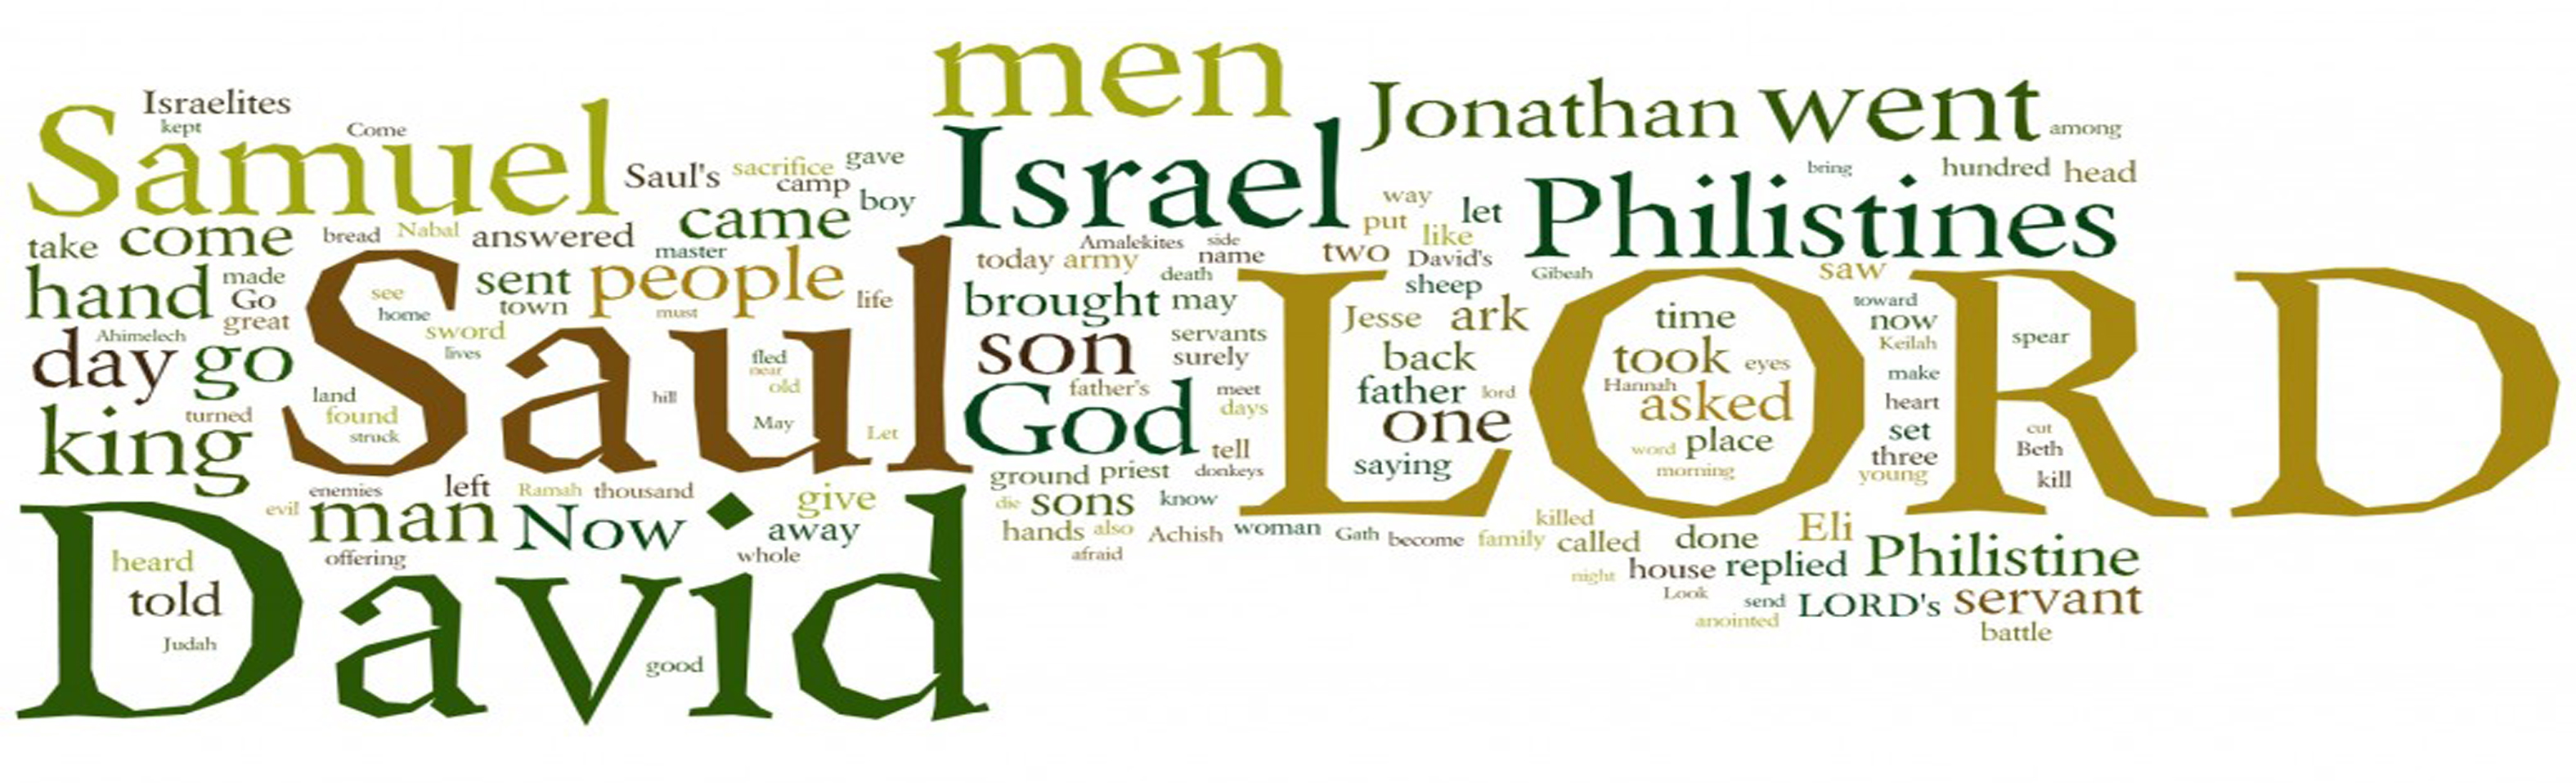 men
Israelites
Samuel
kept
Come
Jonathan
went
among
Saul's
sacrifice
gave
camp
boy
Israel
bring
hundred
head
take
come
bread
Nabal
answered
came
master
way
put
let
like
Philistines
hand
made
Go
great
sent
town
people
must
life
today
army
Amalekites
side
name
death
two
David's
sheep
Gibeah
saw
Ahimelech
day
go
Saul
see
home
sword
lives
fled
near
old
May
hill
Let
land
found
struck
brought
may
son
servants
surely
father's
God
meet
days
tell
donkeys
LORD
Jesse
ark
back
father
lord
one
saying
time
took
eyes
Hannah
asked
word
place
morning
toward
now
Keilah
make
heart
set
three
young
spear
cut
Beth
kill
king
turned
enemies
left
Ramah
thousand
evil
man
Now
give
away
whole
offering
ground
priest
die
sons
know
hands
also
Achish
woman
Gath
become
family
afraid
killed
called
done
Eli
night
house
replied
Philistine
Look
send
LORD's
servant
anointed
battle
David
heard
told
Judah
good